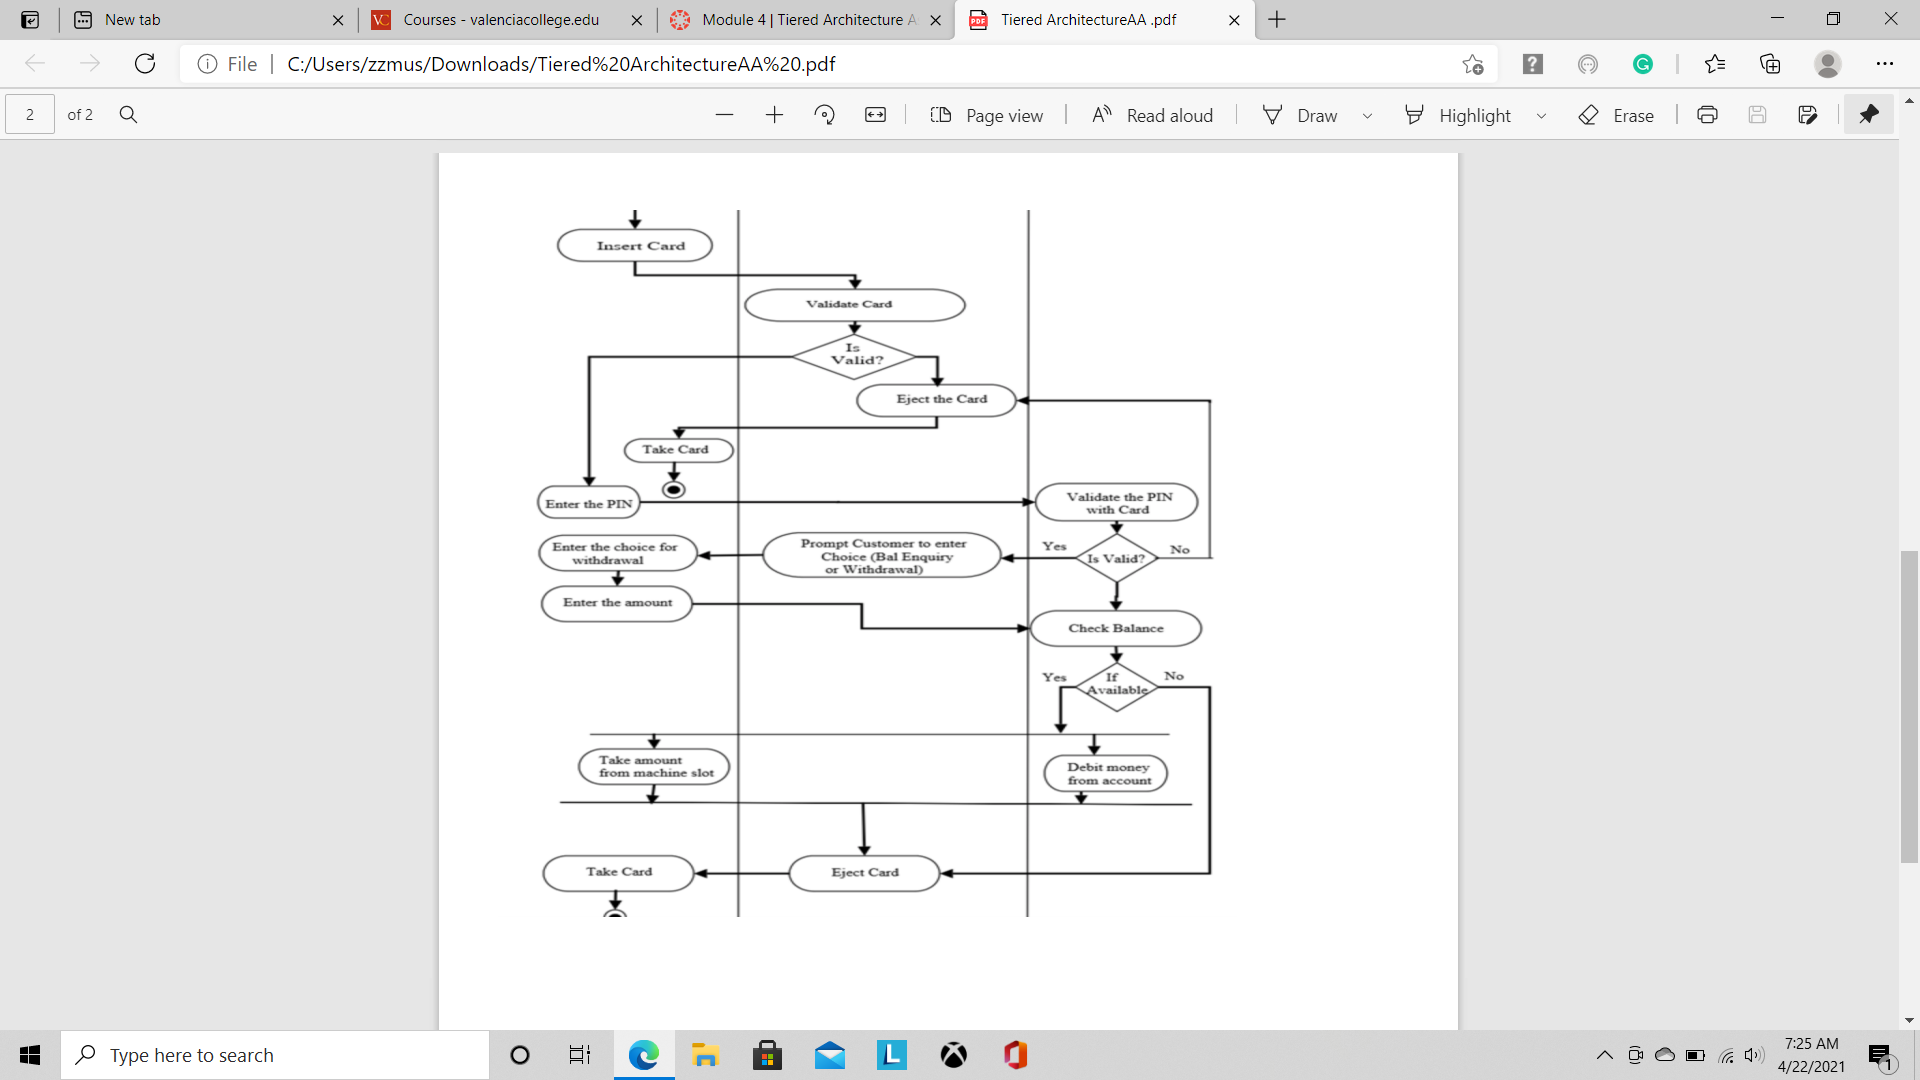 New tab
Courses - valenciacollege.edu
Module 4 | Tiered Architecture A
Tiered ArchitectureAA .pdf
File
C:/Users/zzmus/Downloads/Tiered%20ArchitectureAA%20.pdf
2 of 2
Page view
Read aloud
Draw
Highlight
Erase
Insert Card
Validate Card
Is
Valid?
Eject the Card
Take Card
Enter the PIN
Validate the PIN
with Card
Enter the choice for
withdrawal
Prompt Customer to enter
Choice (Bal Enquiry
or Withdrawal)
Yes
Is Valid?
No
Enter the amount
Check Balance
Yes
If
Available
No
Take amount
from machine slot
Debit money
from account
Take Card
Eject Card
Type here to search
7:25 AM
4/22/2021
1